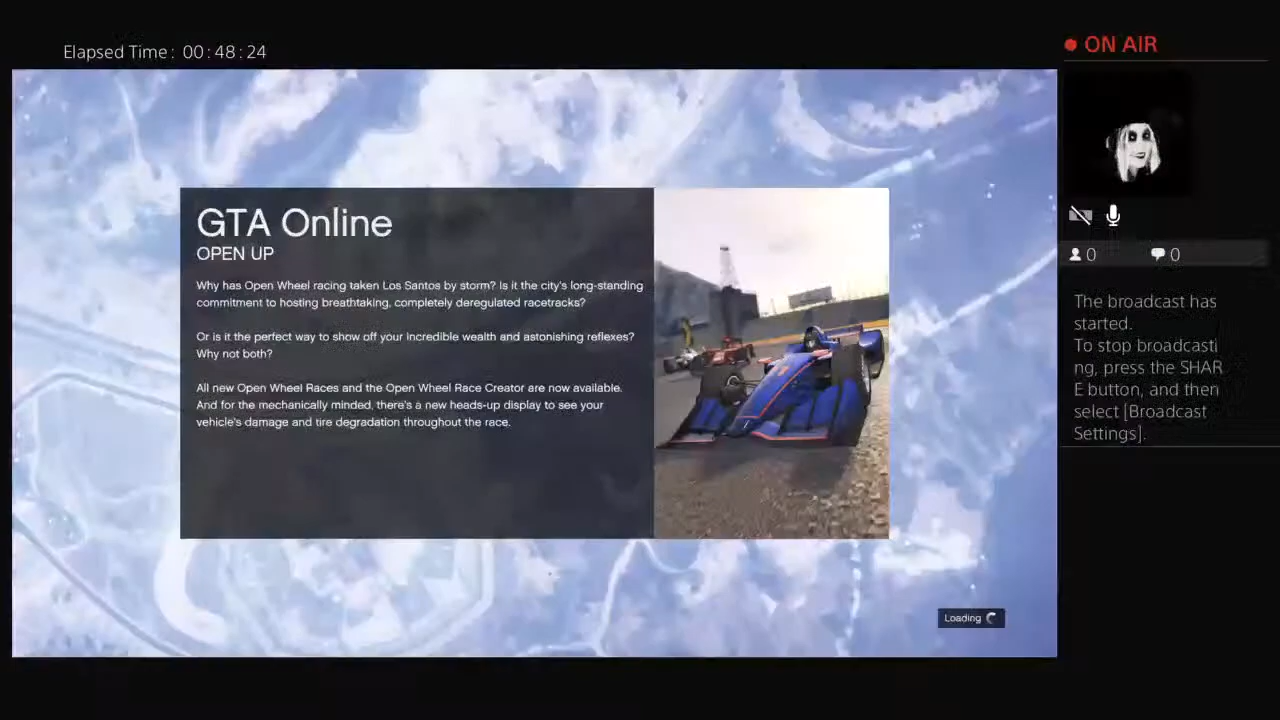 Elapsed Time: 00:48:24
ON AIR
GTA Online
OPEN UP
Why has Open Wheel racing taken Los Santos by storm? Is it the city's long-standing
commitment to hosting breathtaking, completely deregulated racetracks?
Or is it the perfect way to show off your incredible wealth and astonishing reflexes?
Why not both?
All new Open Wheel Races and the Open Wheel Race Creator are now available.
And for the mechanically minded, there's a new heads-up display to see your
vehicle's damage and tire degradation throughout the race.
Loading
0 0
The broadcast has
started.
To stop broadcasti
ng, press the SHAR
E button, and then
select [Broadcast
Settings].